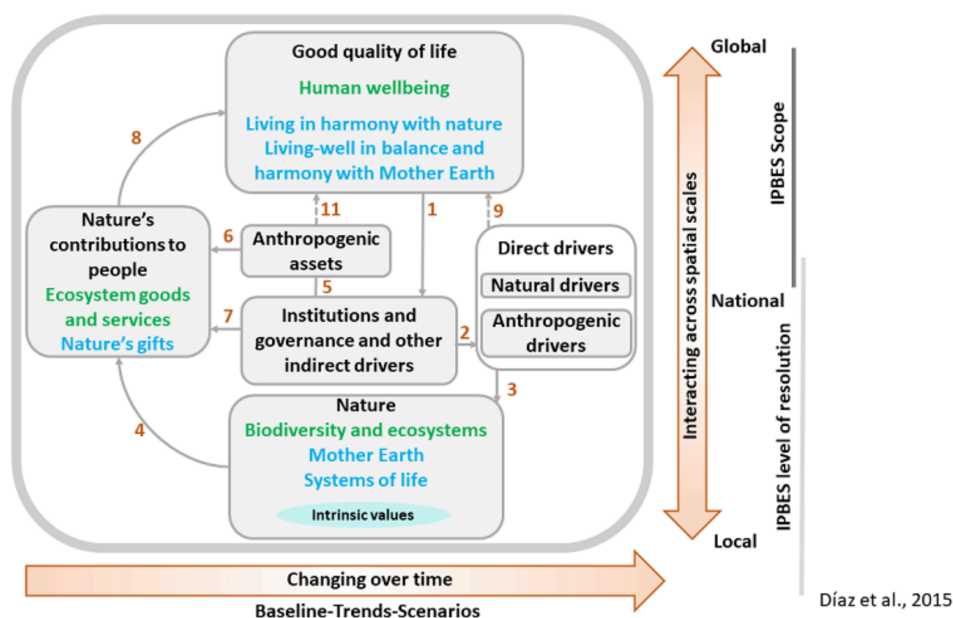 Good quality of life
Human wellbeing
Living in harmony with nature
Living-well in balance and
harmony with Mother Earth
8
11
1
9
Nature's
contributions to
people
Ecosystem goods
and services
Nature's gifts
6
Anthropogenic
assets
5
7
Institutions and
governance and other
indirect drivers
2
Direct drivers
Natural drivers
Anthropogenic
drivers
3
4
Nature
Biodiversity and ecosystems
Mother Earth
Systems of life
Intrinsic values
Global
National
Local
Interacting across spatial scales
IPBES Scope
IPBES level of resolution
Changing over time
Baseline-Trends-Scenarios
Díaz et al., 2015